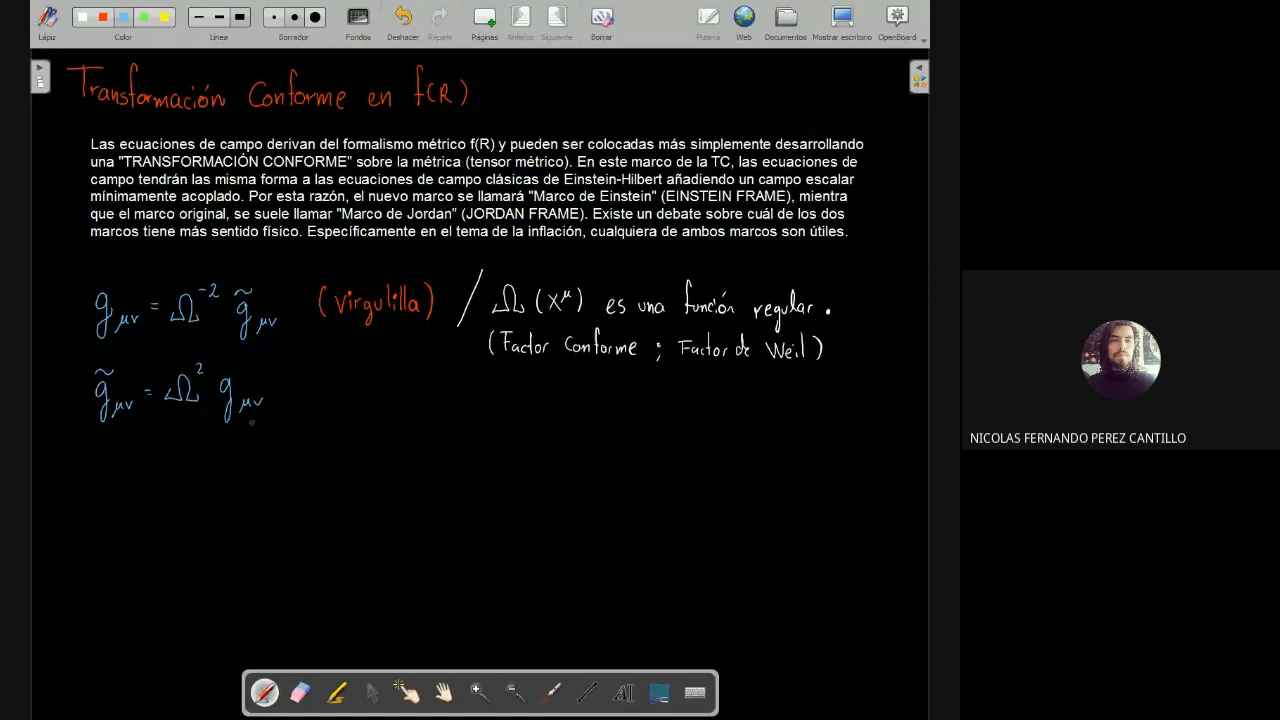 Lápiz Color Línea Borrador Fondos Deshacer Repetir Páginas Anterior Siguiente Borrar Puntero Web Documentos Mostrar escritorio OpenBoard
Transformación Conforme en f(R)
Las ecuaciones de campo derivan del formalismo métrico f(R) y pueden ser colocadas más simplemente desarrollando
una "TRANSFORMACIÓN CONFORME" sobre la métrica (tensor métrico). En este marco de la TC, las ecuaciones de
campo tendrán las misma forma a las ecuaciones de campo clásicas de Einstein-Hilbert añadiendo un campo escalar
mínimamente acoplado. Por esta razón, el nuevo marco se llamará "Marco de Einstein" (EINSTEIN FRAME), mientra
que el marco original, se suele llamar "Marco de Jordan" (JORDAN FRAME). Existe un debate sobre cuál de los dos
marcos tiene más sentido físico. Específicamente en el tema de la inflación, cualquiera de ambos marcos son útiles.
g_μν = Ω⁻² g̃_μν (virgulilla) / Ω(x^μ) es una función regular.
(Factor Conforme ; Factor de Weil)
g̃_μν = Ω² g_μν
AI
NICOLAS FERNANDO PEREZ CANTILLO